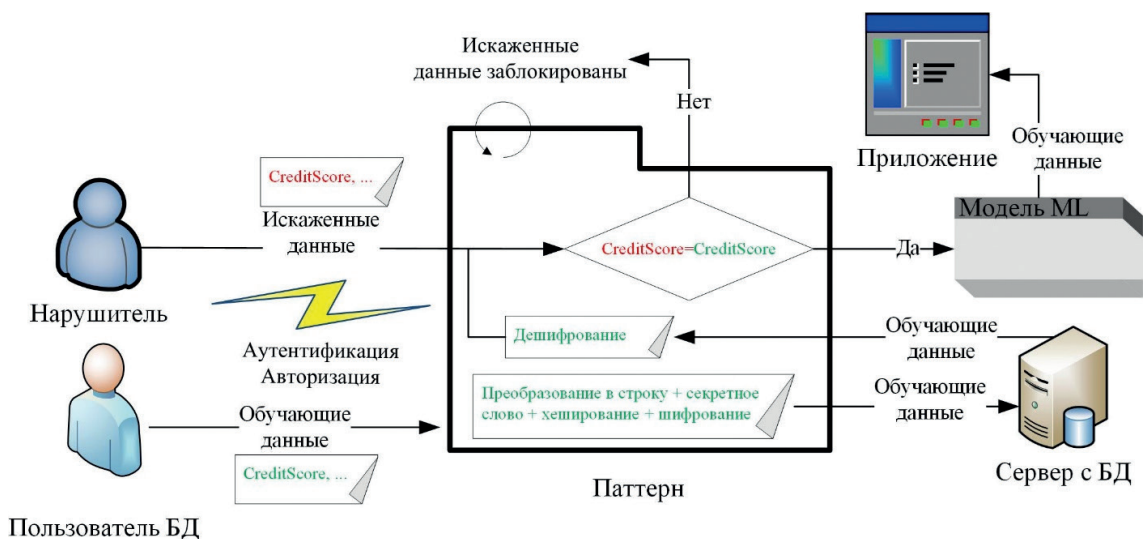 Искаженные
данные заблокированы
Нет
CreditScore, ...
Искаженные
данные
Нарушитель
CreditScore=CreditScore
Да
Приложение
Обучающие
данные
Модель ML
Аутентификация
Авторизация
Дешифрование
Обучающие
данные
Преобразование в строку + секретное
слово + хеширование + шифрование
Обучающие
данные
Обучающие
данные
CreditScore, ...
Пользователь БД
Паттерн
Сервер с БД